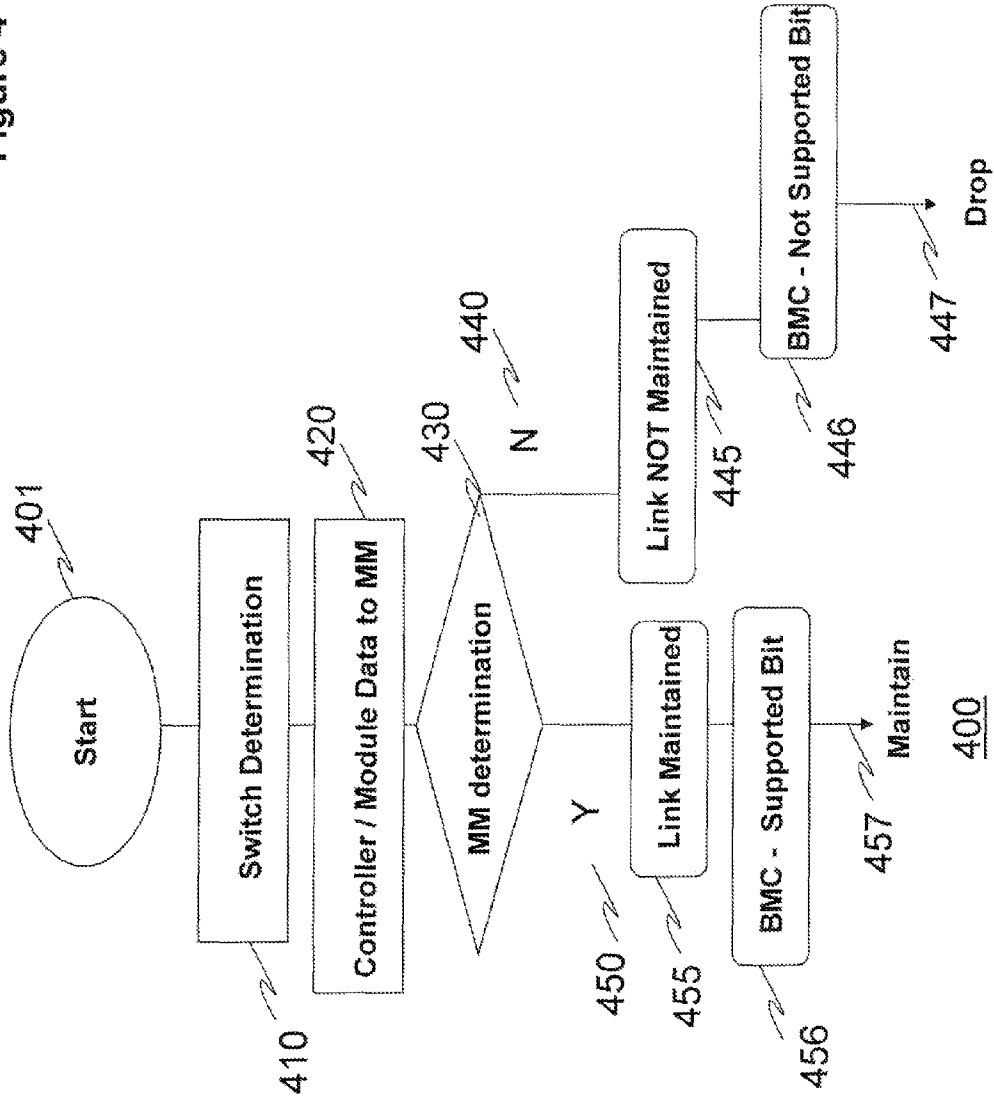 Figure 4
Start
401
Switch Determination
410
Controller / Module Data to MM
420
MM determination
430
N
440
Y
450
Link NOT Maintained
445
Link Maintained
455
BMC - Not Supported Bit
446
BMC - Supported Bit
456
447
Drop
457
Maintain
400